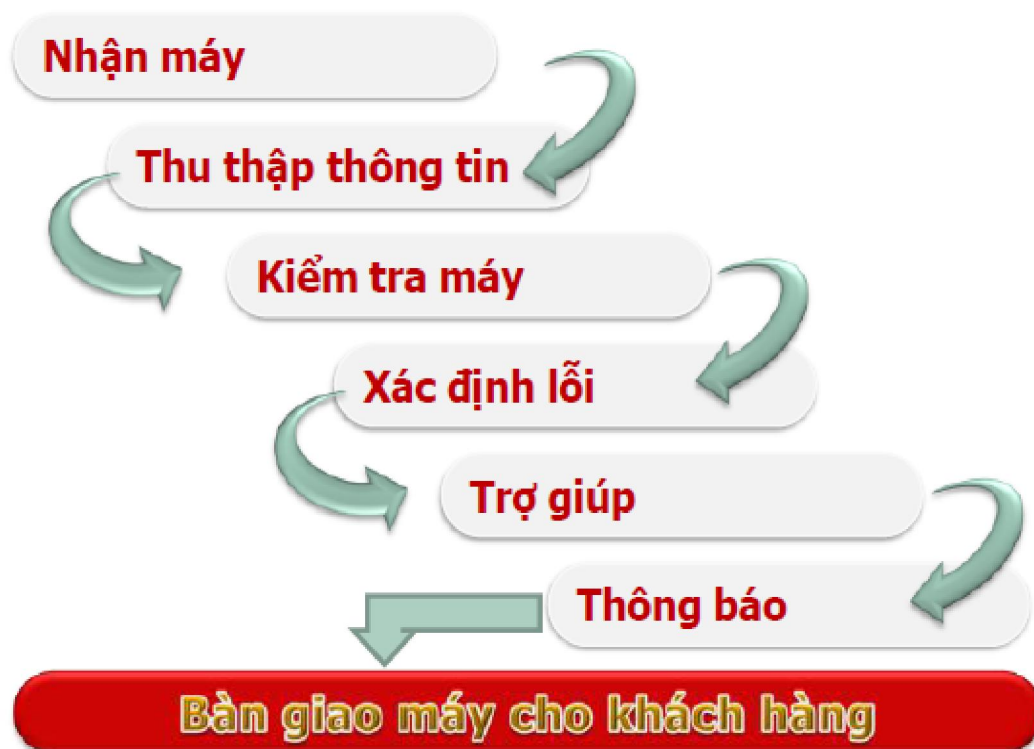 Nhận máy
Thu thập thông tin
Kiểm tra máy
Xác định lỗi
Trợ giúp
Thông báo
Bàn giao máy cho khách hàng